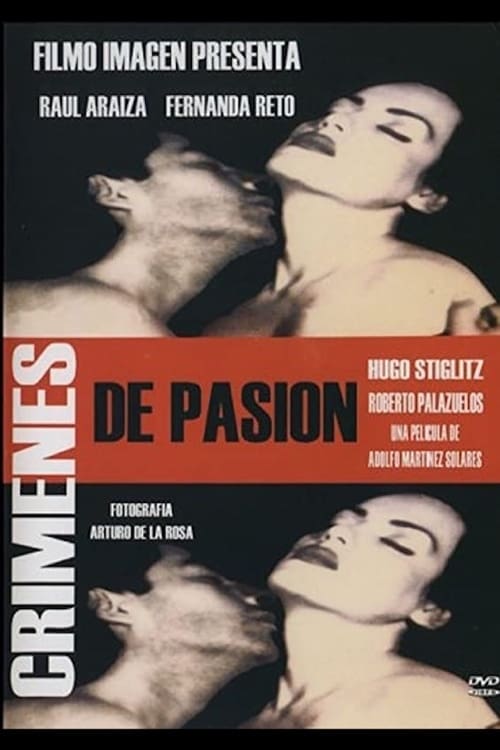 FILMO IMAGEN PRESENTA
RAUL ARAIZA FERNANDA RETO
CRIMENES
DE PASION
HUGO STIGLITZ
ROBERTO PALAZUELOS
UNA PELICULA DE
ADOLFO MARTINEZ SOLARES
FOTOGRAFIA
ARTURO DE LA ROSA
DVD
VIDEO